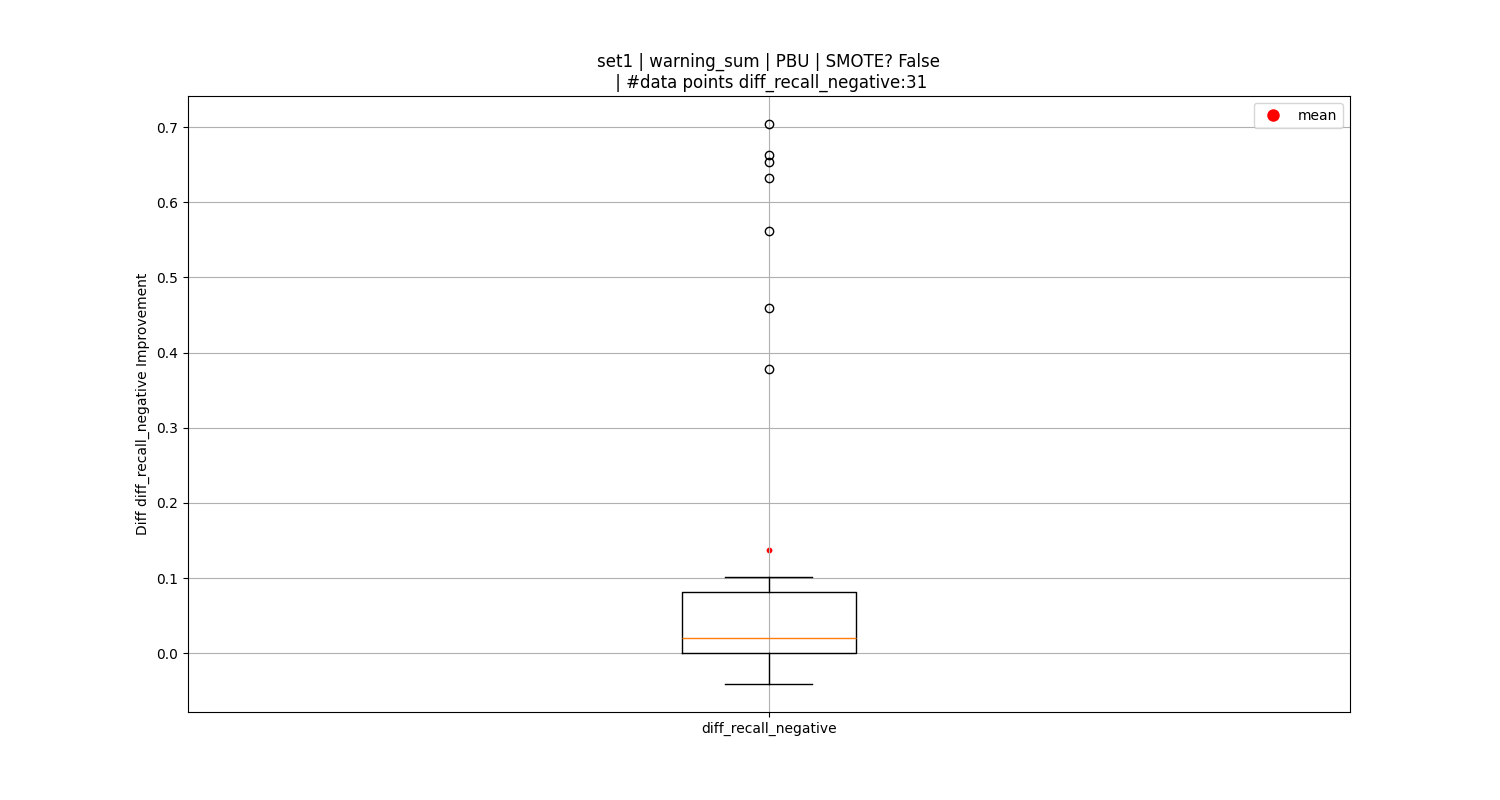 set1 | warning_sum | PBU | SMOTE? False
| #data points diff_recall_negative:31
mean
0.7
0.6
0.5
0.4
0.3
0.2
0.1
0.0
Diff diff_recall_negative Improvement
diff_recall_negative